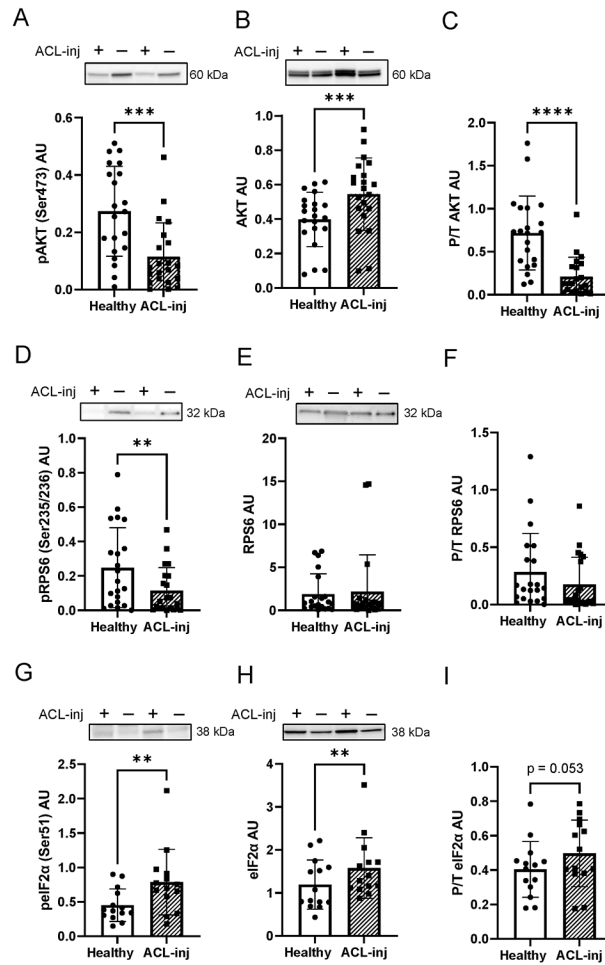 A
ACL-inj + − + −
60 kDa
pAKT (Ser473) AU
***
0.6
0.4
0.2
0.0
Healthy ACL-inj
B
ACL-inj + − + −
60 kDa
AKT AU
***
1.0
0.8
0.6
0.4
0.2
0.0
Healthy ACL-inj
C
P/T AKT AU
****
2.0
1.5
1.0
0.5
0.0
Healthy ACL-inj
D
ACL-inj + − + −
32 kDa
pRPS6 (Ser235/236) AU
**
1.0
0.8
0.6
0.4
0.2
0.0
Healthy ACL-inj
E
ACL-inj + − + −
32 kDa
RPS6 AU
20
15
10
5
0
Healthy ACL-inj
F
P/T RPS6 AU
1.5
1.0
0.5
0.0
Healthy ACL-inj
G
ACL-inj + − + −
38 kDa
peIF2α (Ser51) AU
**
2.5
2.0
1.5
1.0
0.5
0.0
Healthy ACL-inj
H
ACL-inj + − + −
38 kDa
eIF2α AU
**
4
3
2
1
0
Healthy ACL-inj
I
P/T eIF2α AU
p = 0.053
1.0
0.8
0.6
0.4
0.2
0.0
Healthy ACL-inj